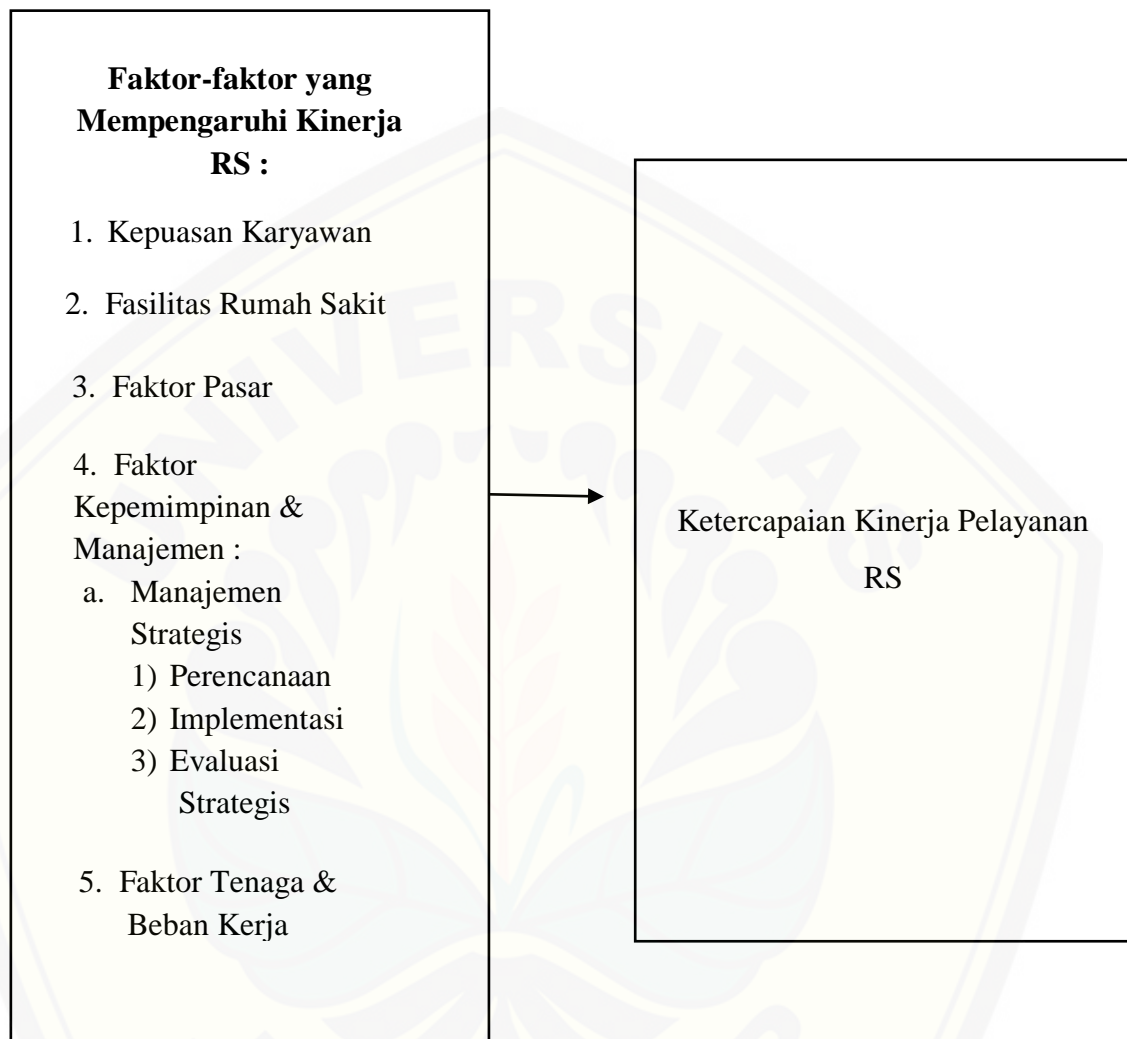 Faktor-faktor yang
Mempengaruhi Kinerja
RS :
1. Kepuasan Karyawan
2. Fasilitas Rumah Sakit
3. Faktor Pasar
4. Faktor
Kepemimpinan &
Manajemen :
a. Manajemen
Strategis
1) Perencanaan
2) Implementasi
3) Evaluasi
Strategis
5. Faktor Tenaga &
Beban Kerja
Ketercapaian Kinerja Pelayanan
RS
UNIVERSITAS